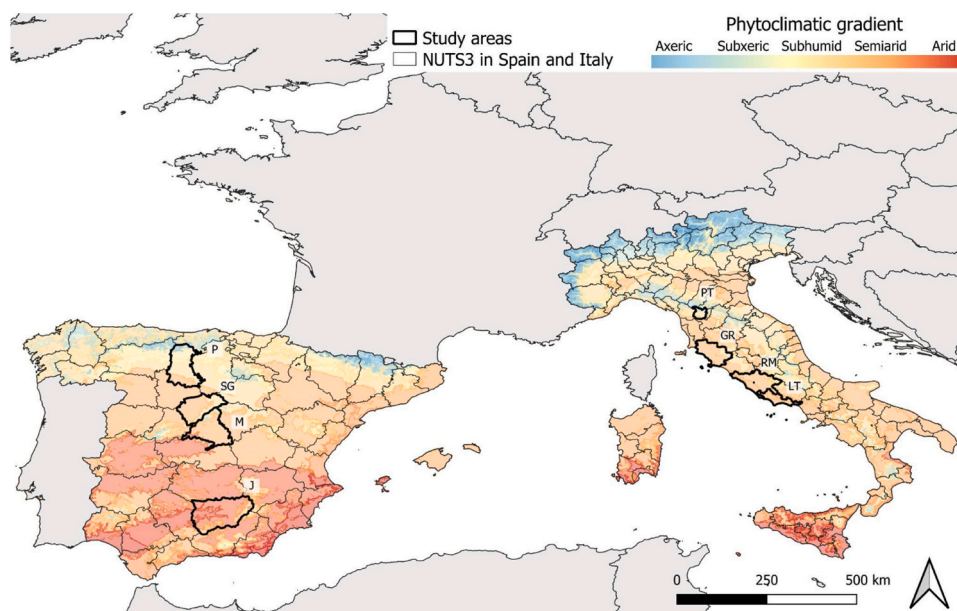 Study areas
NUTS3 in Spain and Italy
Phytoclimatic gradient
Axeric Subxeric Subhumid Semiarid Arid
PT
GR
RM
LT
P
SG
M
J
0 250 500 km